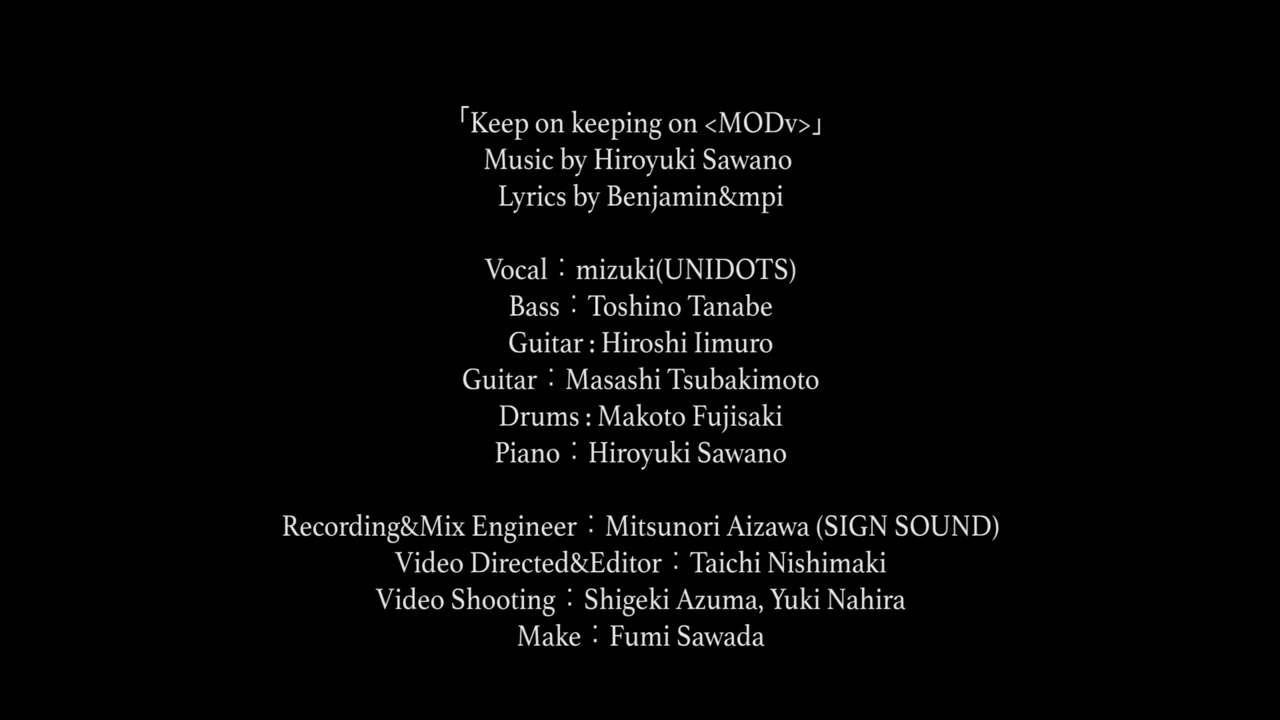 「Keep on keeping on <MODv>」
Music by Hiroyuki Sawano
Lyrics by Benjamin&mpi
Vocal：mizuki(UNIDOTS)
Bass：Toshino Tanabe
Guitar : Hiroshi Iimuro
Guitar：Masashi Tsubakimoto
Drums : Makoto Fujisaki
Piano：Hiroyuki Sawano
Recording&Mix Engineer：Mitsunori Aizawa (SIGN SOUND)
Video Directed&Editor：Taichi Nishimaki
Video Shooting：Shigeki Azuma, Yuki Nahira
Make：Fumi Sawada